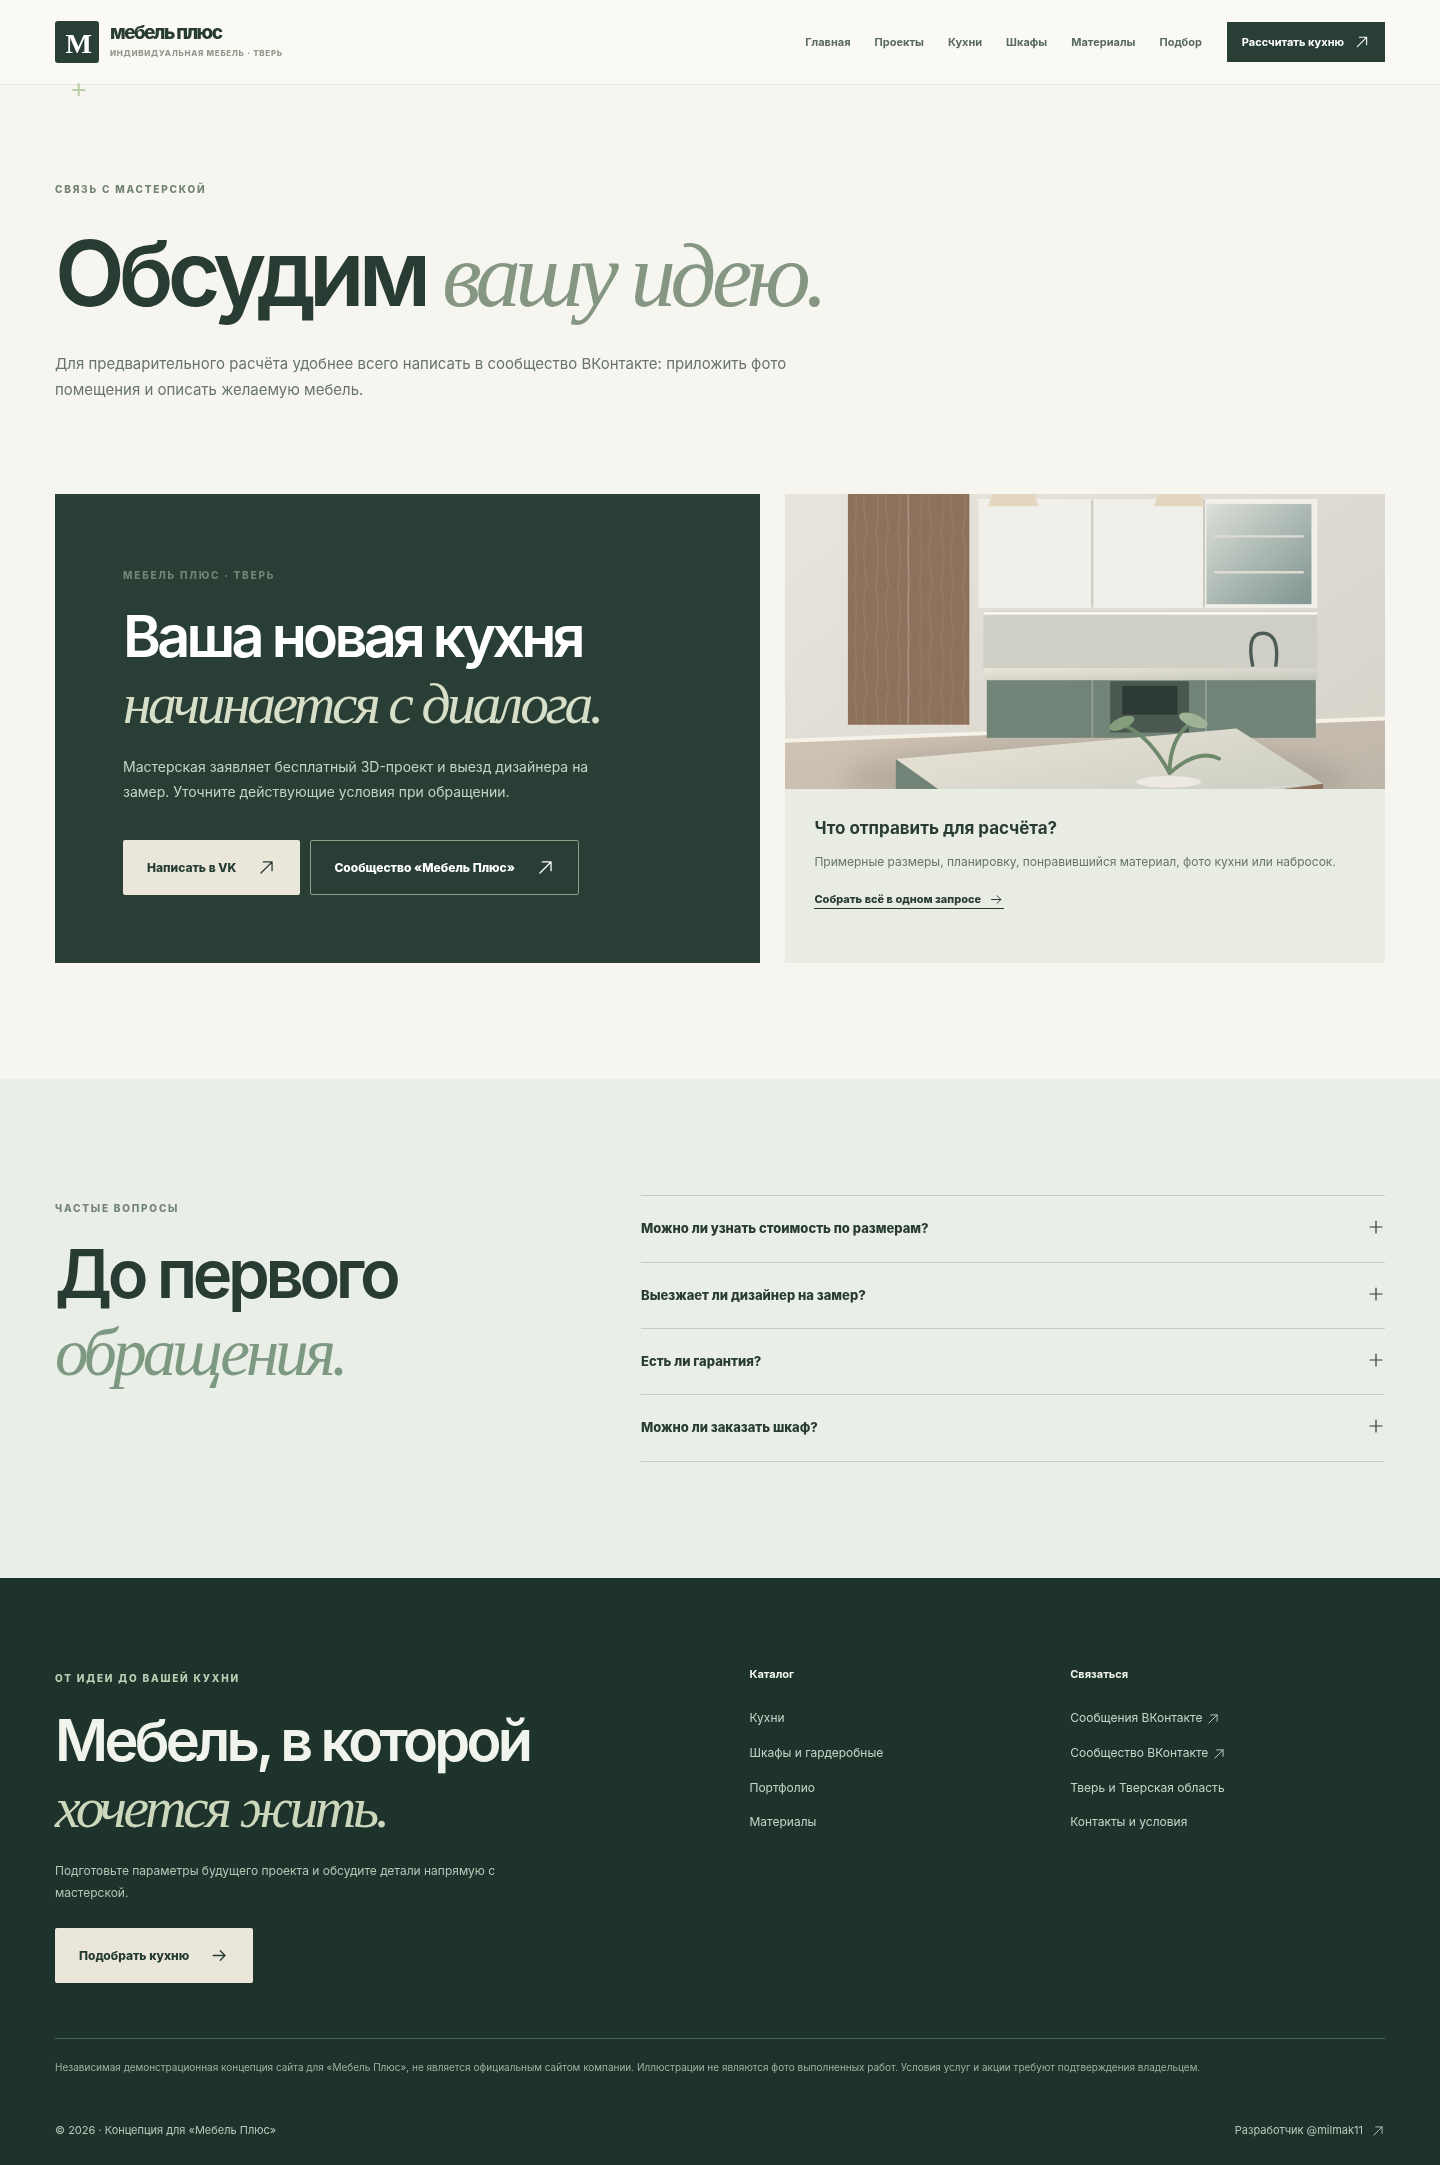 M
мебель плюс
ИНДИВИДУАЛЬНАЯ МЕБЕЛЬ · ТВЕРЬ
Главная
Проекты
Кухни
Шкафы
Материалы
Подбор
Рассчитать кухню
СВЯЗЬ С МАСТЕРСКОЙ
Обсудим вашу идею.
Для предварительного расчёта удобнее всего написать в сообщество ВКонтакте: приложить фото
помещения и описать желаемую мебель.
МЕБЕЛЬ ПЛЮС · ТВЕРЬ
Ваша новая кухня
начинается с диалога.
Мастерская заявляет бесплатный 3D-проект и выезд дизайнера на
замер. Уточните действующие условия при обращении.
Написать в VK
Сообщество «Мебель Плюс»
Что отправить для расчёта?
Примерные размеры, планировку, понравившийся материал, фото кухни или набросок.
Собрать всё в одном запросе
ЧАСТЫЕ ВОПРОСЫ
До первого
обращения.
Можно ли узнать стоимость по размерам?
Выезжает ли дизайнер на замер?
Есть ли гарантия?
Можно ли заказать шкаф?
ОТ ИДЕИ ДО ВАШЕЙ КУХНИ
Мебель, в которой
хочется жить.
Подготовьте параметры будущего проекта и обсудите детали напрямую с
мастерской.
Подобрать кухню
Каталог
Кухни
Шкафы и гардеробные
Портфолио
Материалы
Связаться
Сообщения ВКонтакте
Сообщество ВКонтакте
Тверь и Тверская область
Контакты и условия
Независимая демонстрационная концепция сайта для «Мебель Плюс», не является официальным сайтом компании. Иллюстрации не являются фото выполненных работ. Условия услуг и акции требуют подтверждения владельцем.
© 2026 · Концепция для «Мебель Плюс»
Разработчик @milmak11